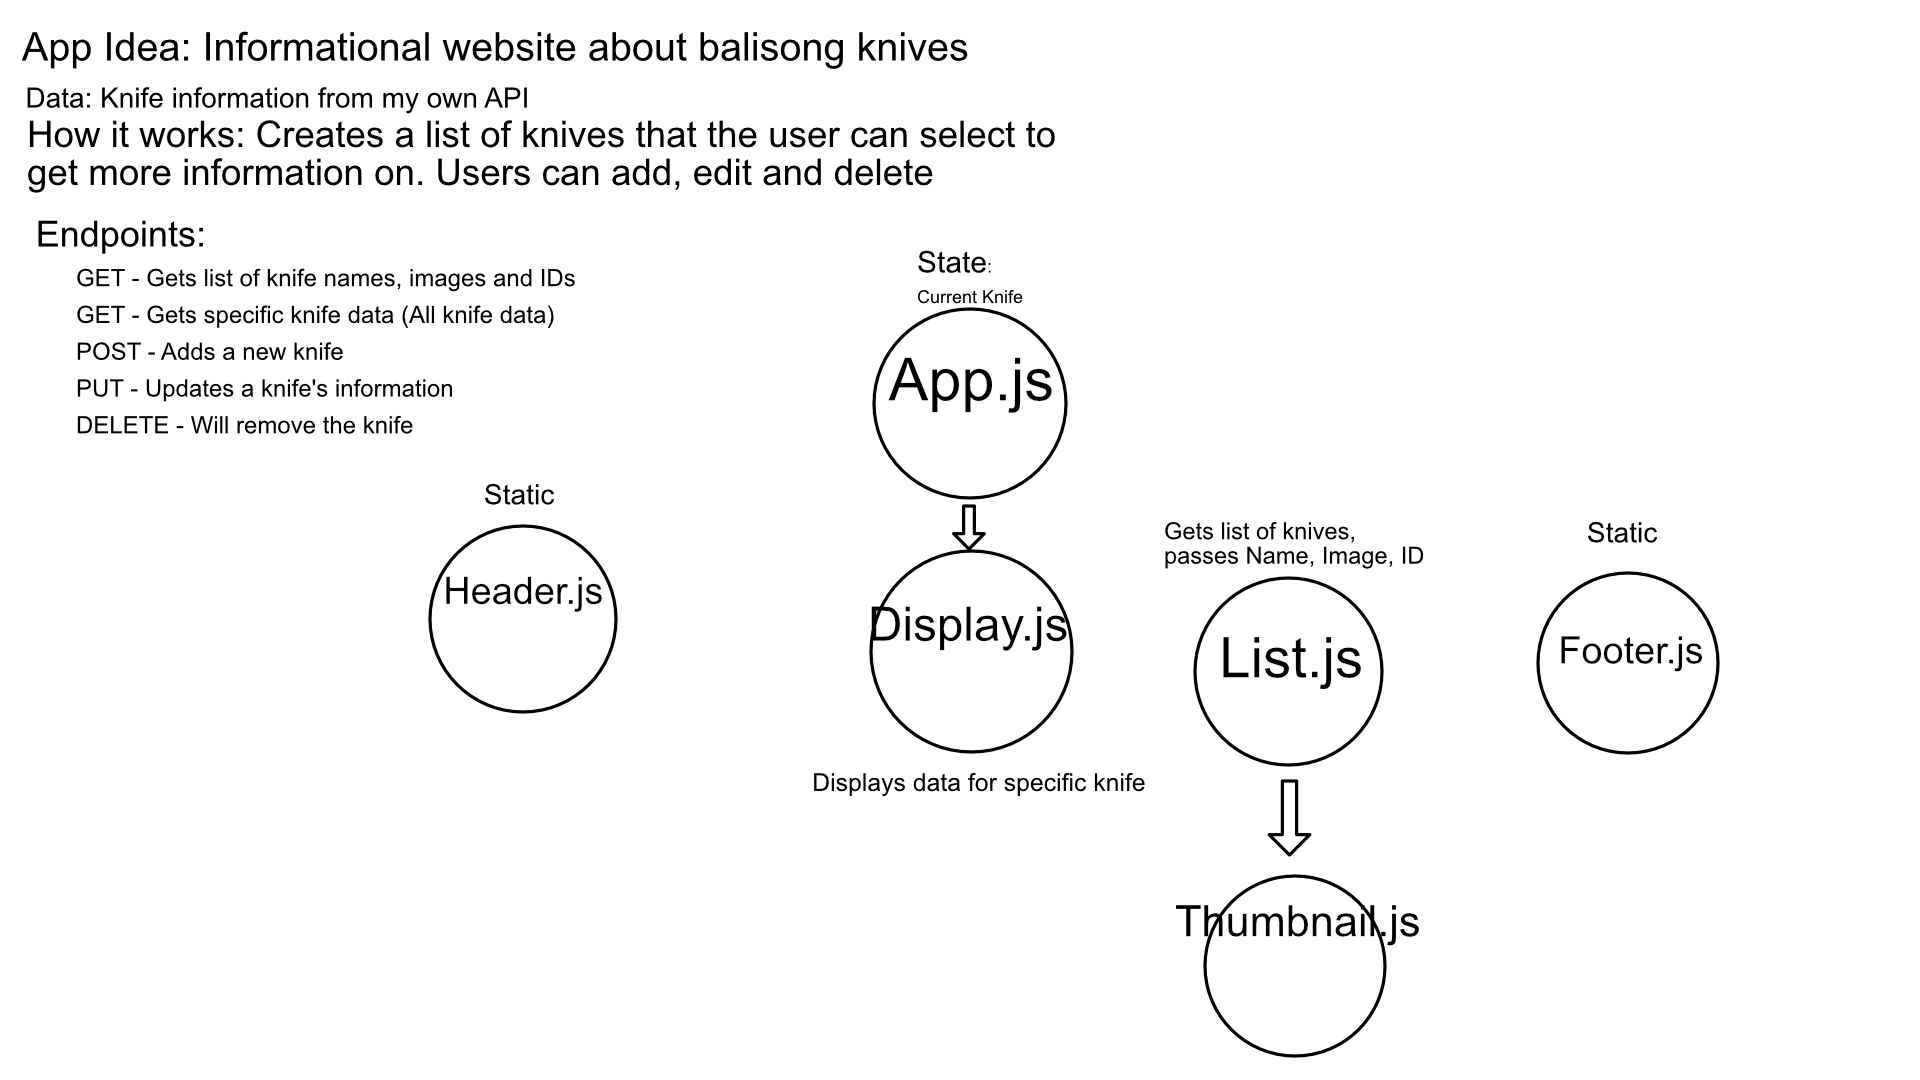 App Idea: Informational website about balisong knives
Data: Knife information from my own API
How it works: Creates a list of knives that the user can select to
get more information on. Users can add, edit and delete
Endpoints:
GET - Gets list of knife names, images and IDs
GET - Gets specific knife data (All knife data)
POST - Adds a new knife
PUT - Updates a knife's information
DELETE - Will remove the knife
State:
Current Knife
App.js
Static
Header.js
Display.js
Displays data for specific knife
Gets list of knives,
passes Name, Image, ID
List.js
Static
Footer.js
Thumbnail.js